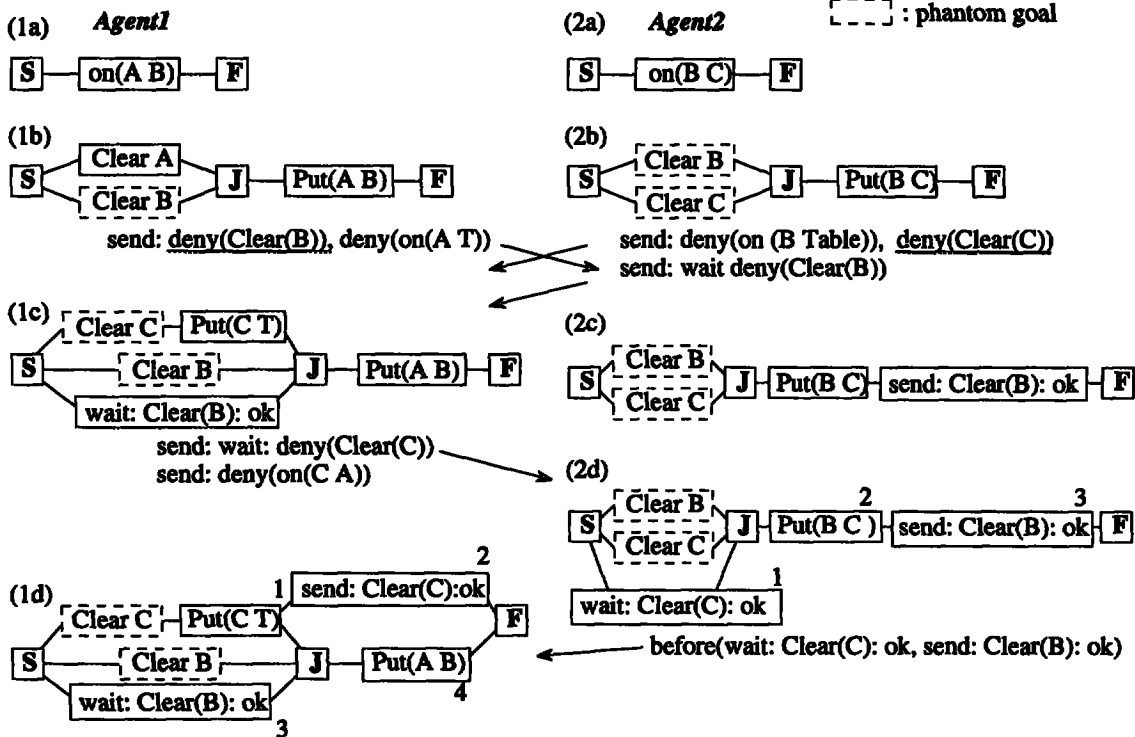 (1a) Agent1
S on(A B) F
(2a) Agent2
: phantom goal
S on(B C) F
(1b)
Clear A
S J Put(A B) F
Clear B
send: deny(Clear(B)), deny(on(A T))
(2b)
Clear B
S J Put(B C) F
Clear C
send: deny(on (B Table)), deny(Clear(C))
send: wait deny(Clear(B))
(1c)
Clear C Put(C T)
S Clear B J Put(A B) F
wait: Clear(B): ok
send: wait: deny(Clear(C))
send: deny(on(C A))
(2c)
Clear B
S J Put(B C) send: Clear(B): ok F
Clear C
(2d)
2 3
Clear B
S J Put(B C ) send: Clear(B): ok F
Clear C
1
wait: Clear(C): ok
before(wait: Clear(C): ok, send: Clear(B): ok)
(1d)
2
1 send: Clear(C):ok
Clear C Put(C T) F
S Clear B J Put(A B)
wait: Clear(B): ok 4
3